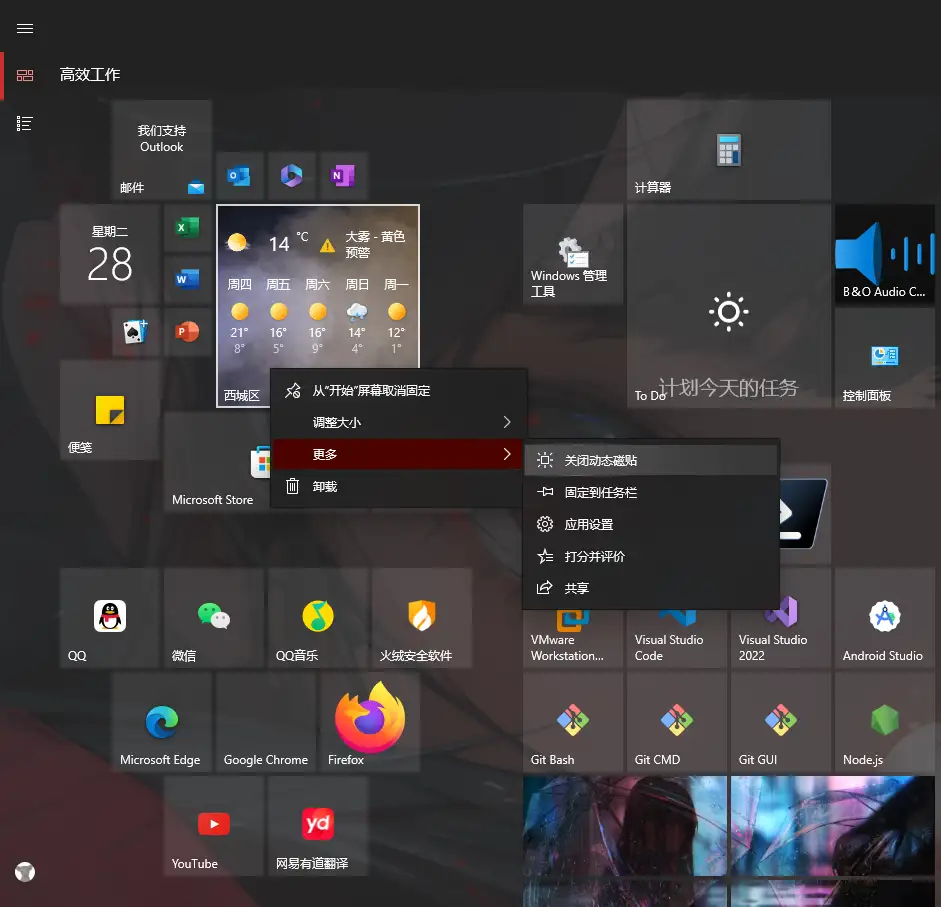 高效工作
我们支持
Outlook
邮件
计算器
星期二
28
14 °C
大雾 - 黄色
预警
周四 周五 周六 周日 周一
21° 16° 16° 14° 12°
8° 5° 9° 4° 1°
西城区
Windows 管理
工具
计划今天的任务
To Do
B&O Audio C...
控制面板
便笺
Microsoft Store
从"开始"屏幕取消固定
调整大小
更多
卸载
关闭动态磁贴
固定到任务栏
应用设置
打分并评价
共享
QQ
微信
QQ音乐
火绒安全软件
VMware
Workstation...
Visual Studio
Code
Visual Studio
2022
Android Studio
Microsoft Edge
Google Chrome
Firefox
Git Bash
Git CMD
Git GUI
Node.js
yd
YouTube
网易有道翻译